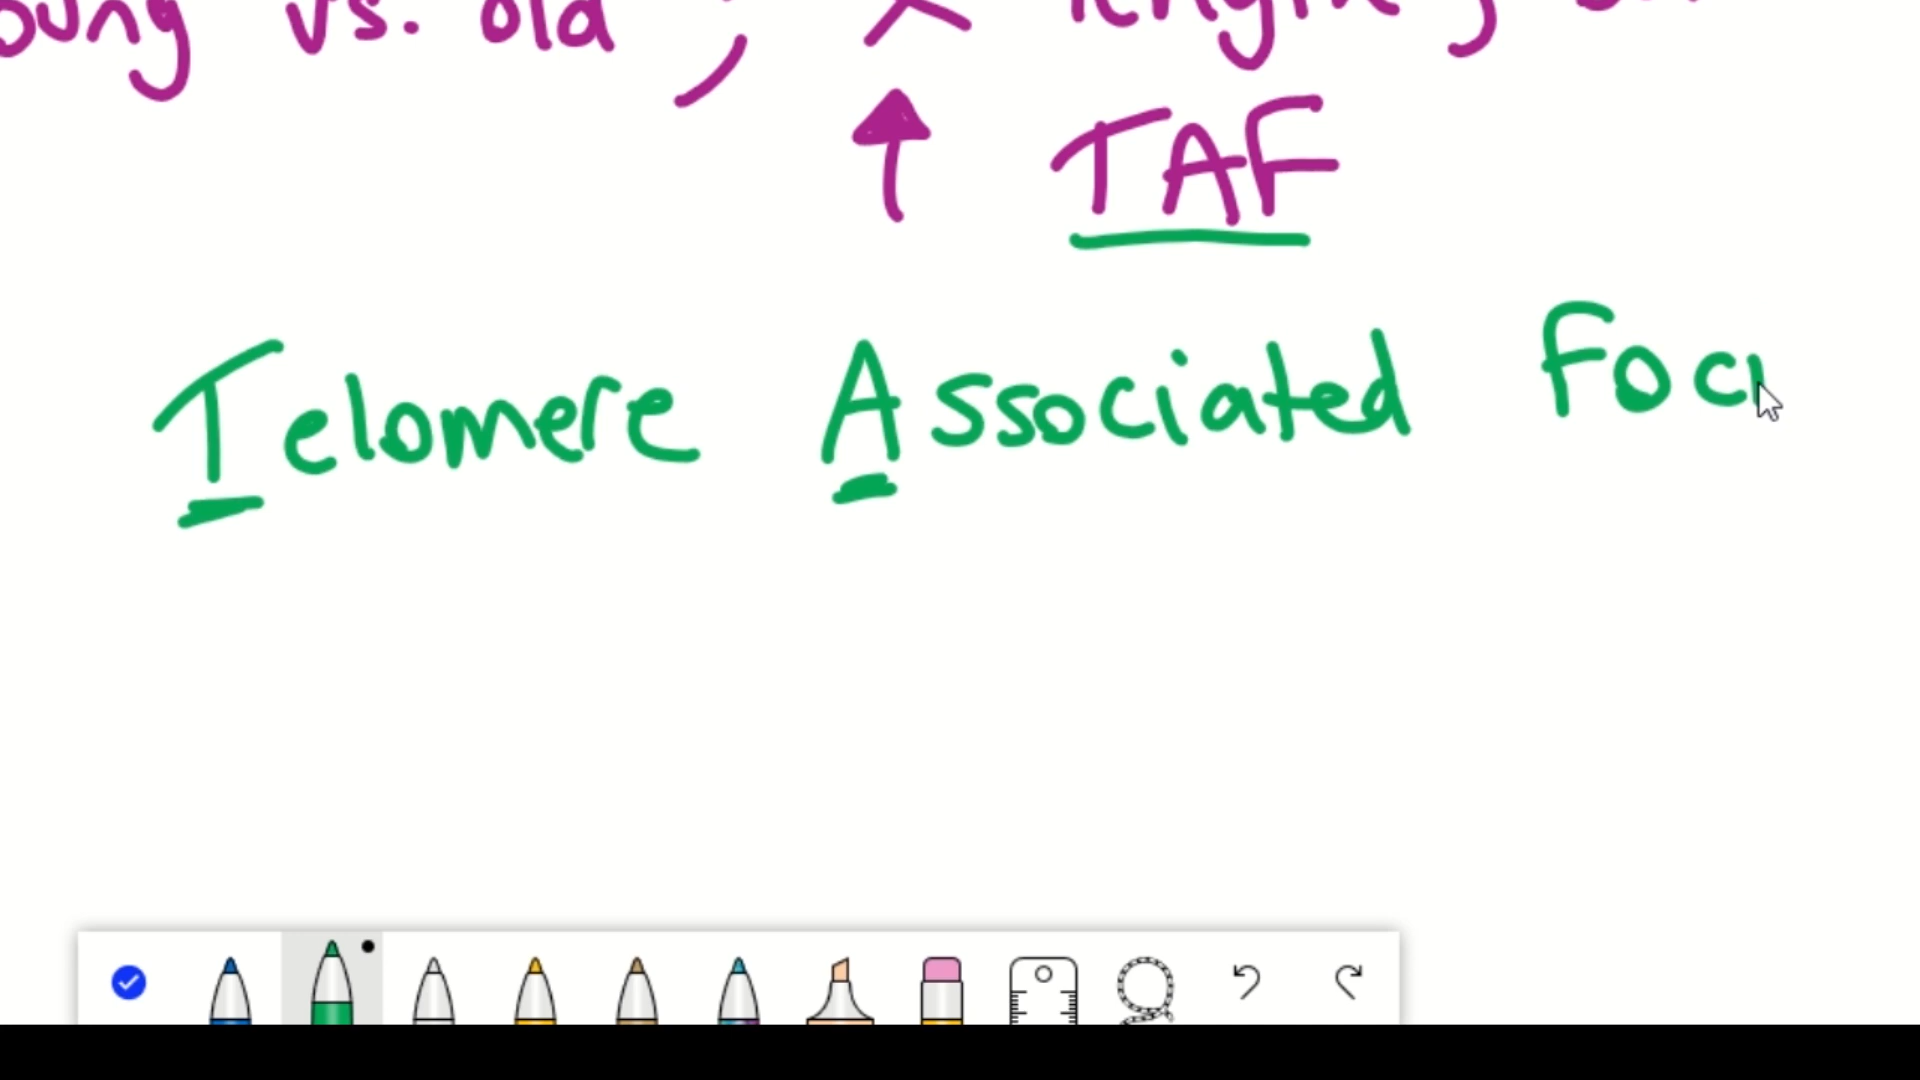 vs. old ;
TAF
Telomere Associated Foci